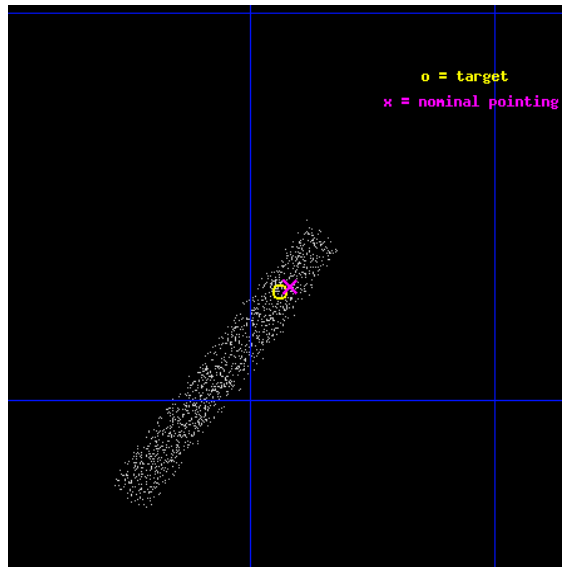 o = target
x = nominal pointing